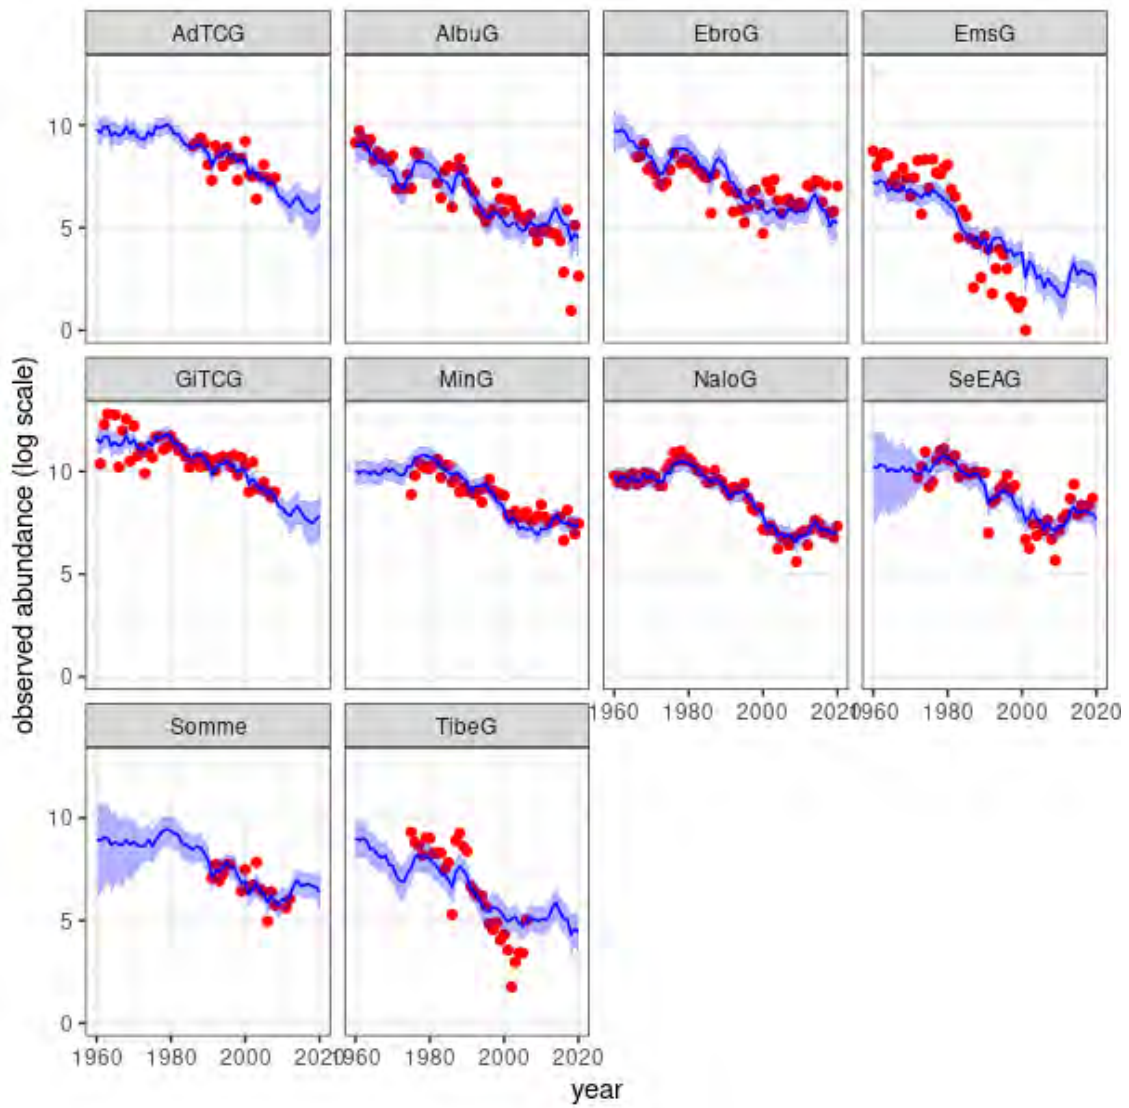 AdTCG AlbuG EbroG EmsG
10
5
0
GiTCG MinG NaloG SeEAG
10
5
0
observed abundance (log scale)
1960 1980 2000 2020 1960 1980 2000 2020
Somme TibeG
10
5
0
1960 1980 2000 2020 1960 1980 2000 2020
year